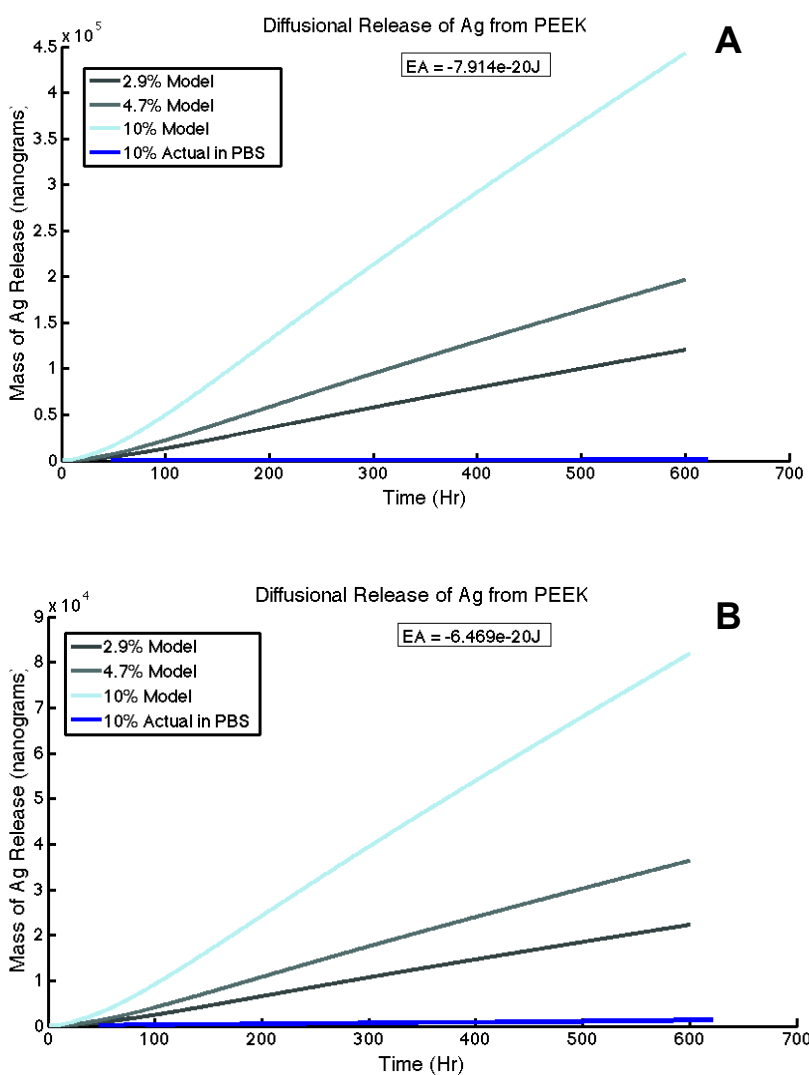 Diffusional Release of Ag from PEEK
A
x 10^5
EA = -7.914e-20J
2.9% Model
4.7% Model
10% Model
10% Actual in PBS
Mass of Ag Release (nanograms)
4.5
4
3.5
3
2.5
2
1.5
1
0.5
0
0 100 200 300 400 500 600 700
Time (Hr)
Diffusional Release of Ag from PEEK
B
x 10^4
EA = -6.469e-20J
2.9% Model
4.7% Model
10% Model
10% Actual in PBS
Mass of Ag Release (nanograms)
9
8
7
6
5
4
3
2
1
0
0 100 200 300 400 500 600 700
Time (Hr)